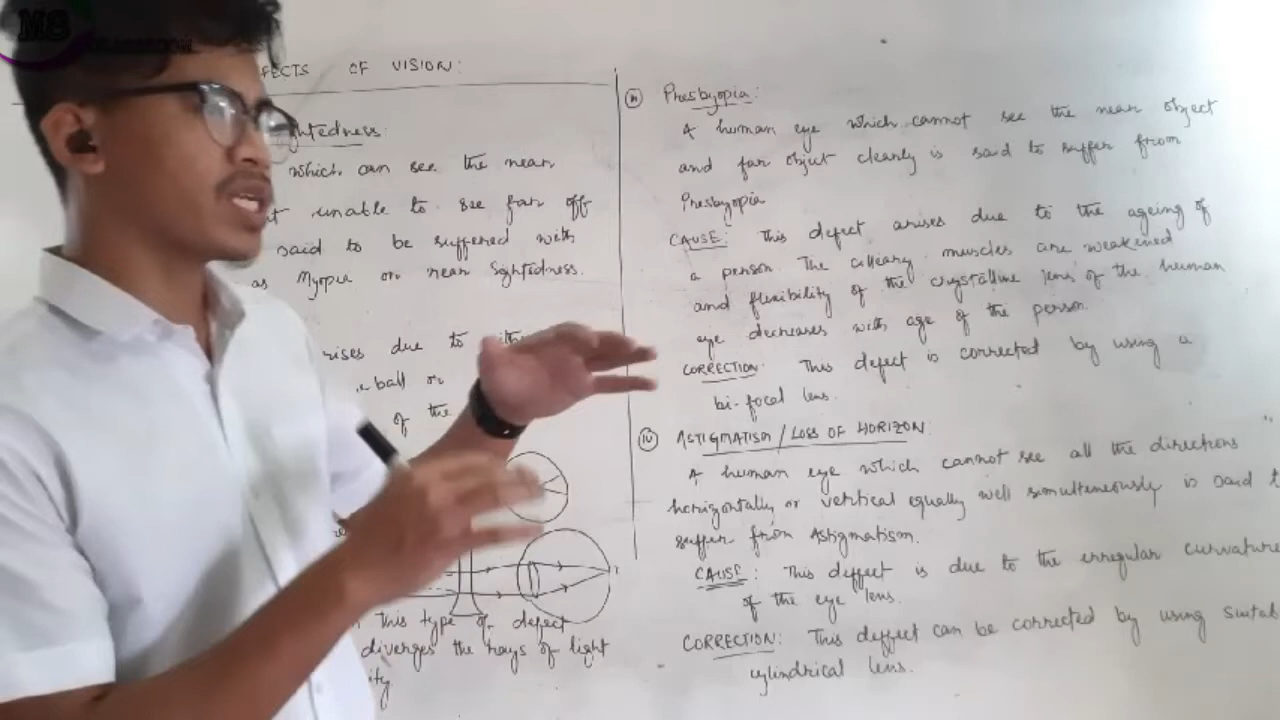 MS
FECTS OF VISION:
ghtedness:
which can see the near
unable to see far off
said to be suffered with
as Myopia or near Sightedness.
rises due to
ball or
of the
this type of defect
diverges the rays of light
ity
Presbyopia:
A human eye which cannot see the near object
and far object clearly is said to suffer from
Presbyopia
CAUSE: This defect arises due to the ageing of
a person. The cilleary muscles are weakened
and flexibility of the crystalline lens of the human
eye decreases with age of the person.
CORRECTION: This defect is corrected by using a
bi-focal lens.
iv ASTIGMATISM / LOSS OF HORIZON:
A human eye which cannot see all the directions
horizontally or vertical equally well simultaneously is said t
suffer from Astigmatism.
CAUSE: This deffect is due to the irregular curvature
of the eye lens.
CORRECTION: This deffect can be corrected by using suitab
cylindrical lens.